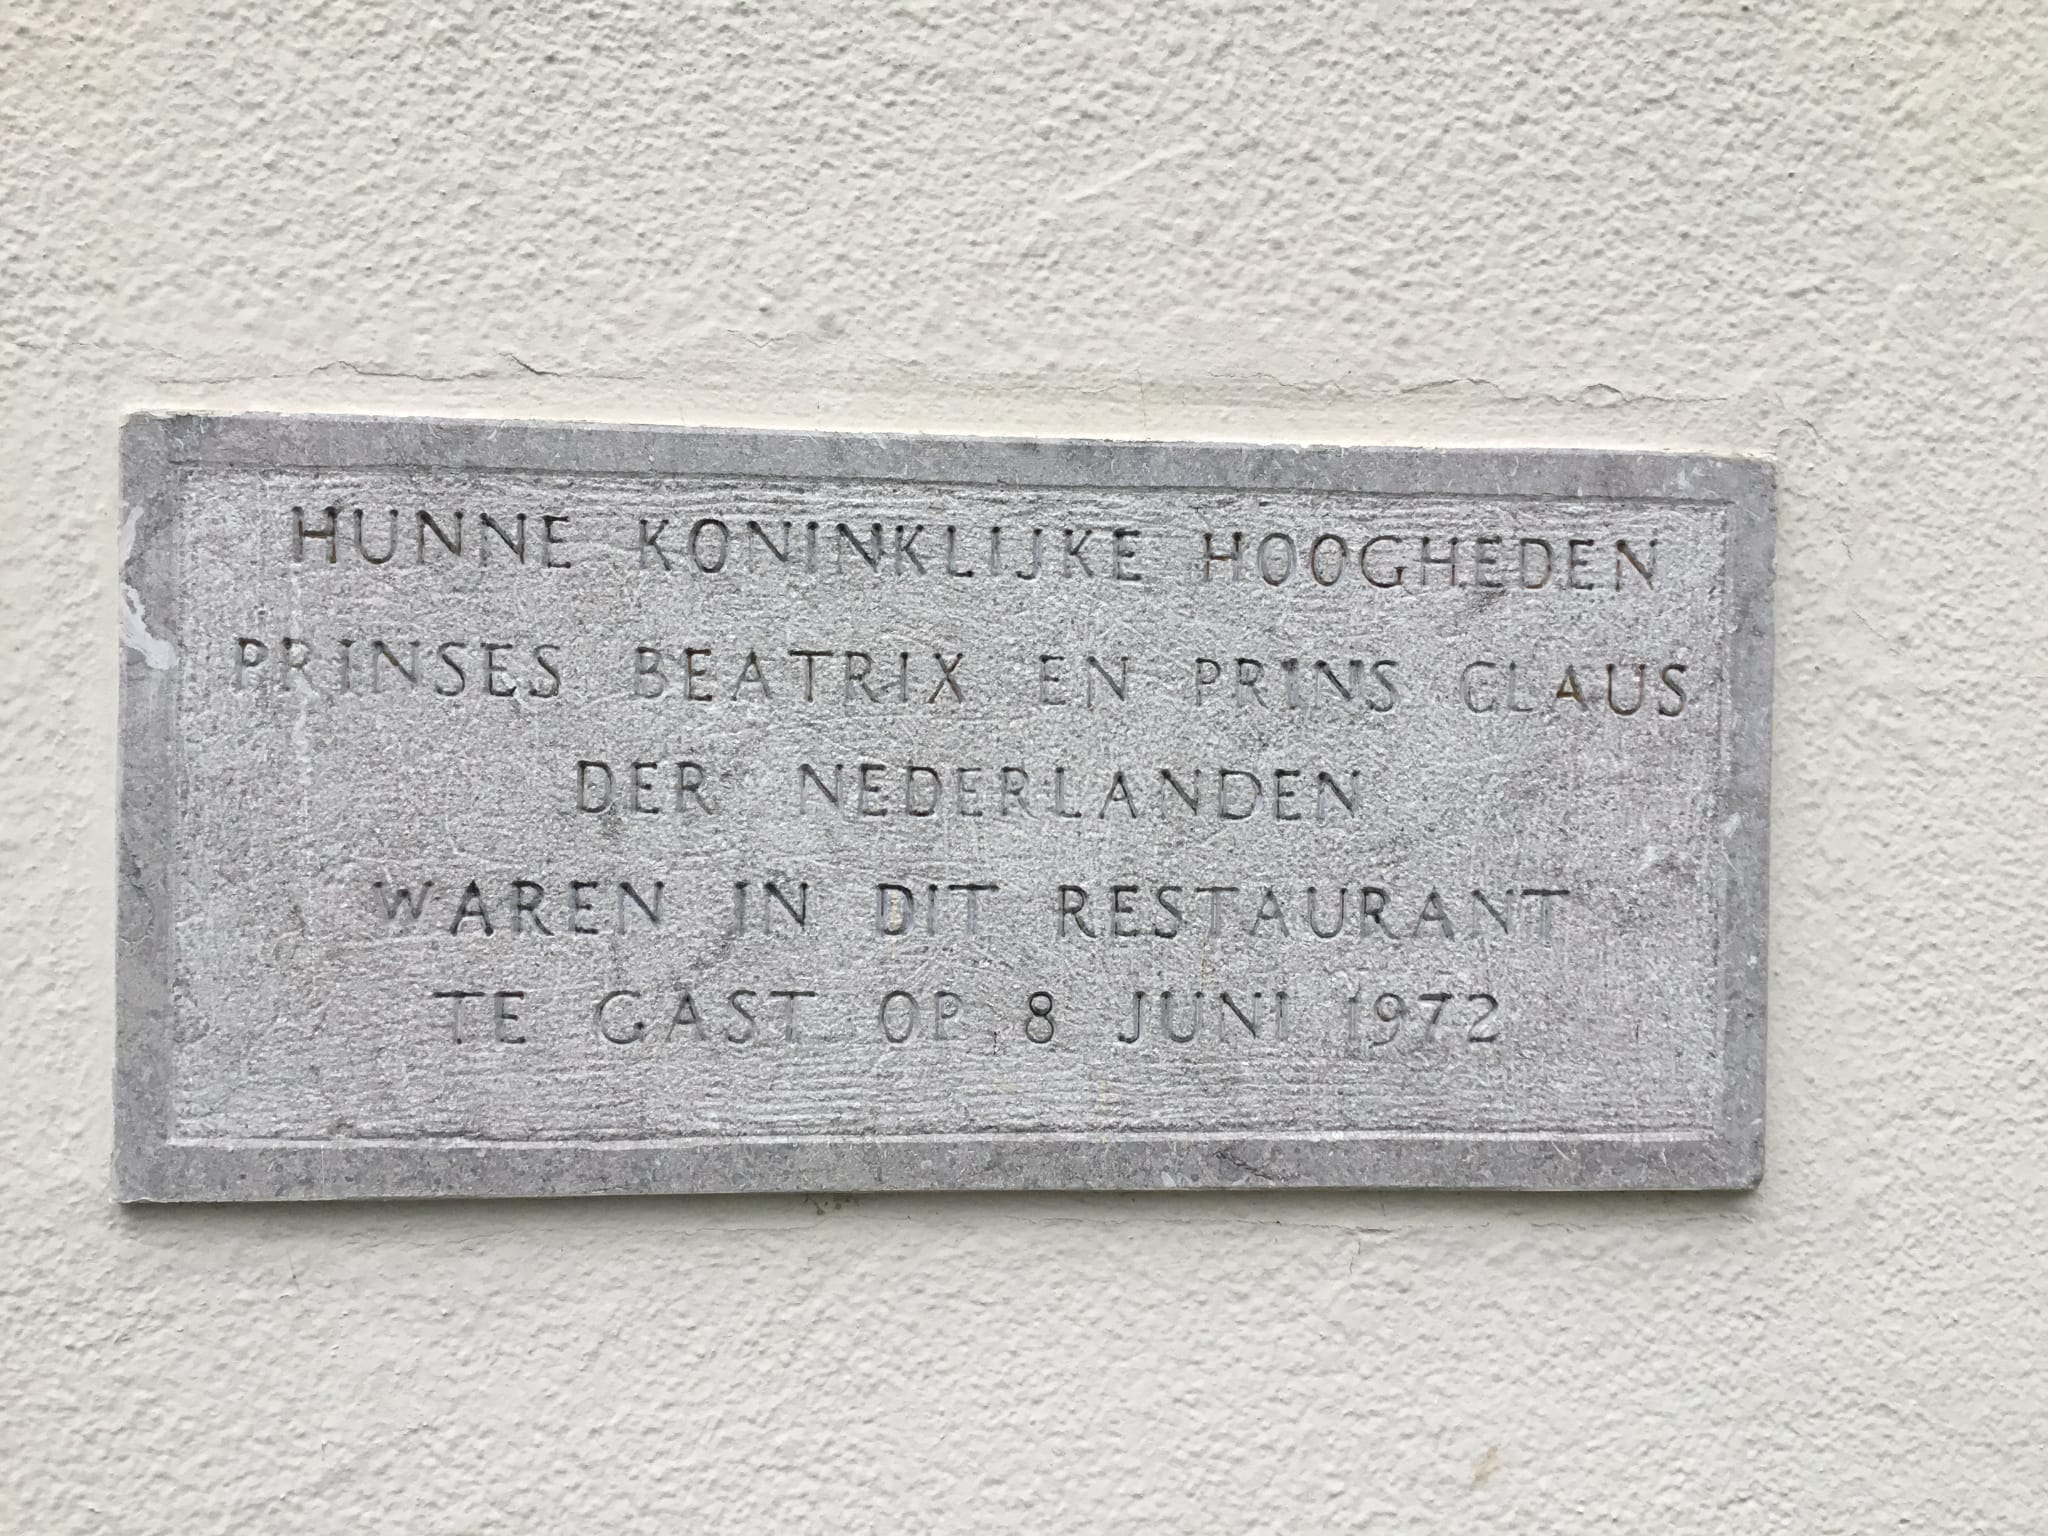 HUNNE KONINKLIJKE HOOGHEDEN
PRINSES BEATRIX EN PRINS CLAUS
DER NEDERLANDEN
WAREN IN DIT RESTAURANT
TE GAST OP 8 JUNI 1972